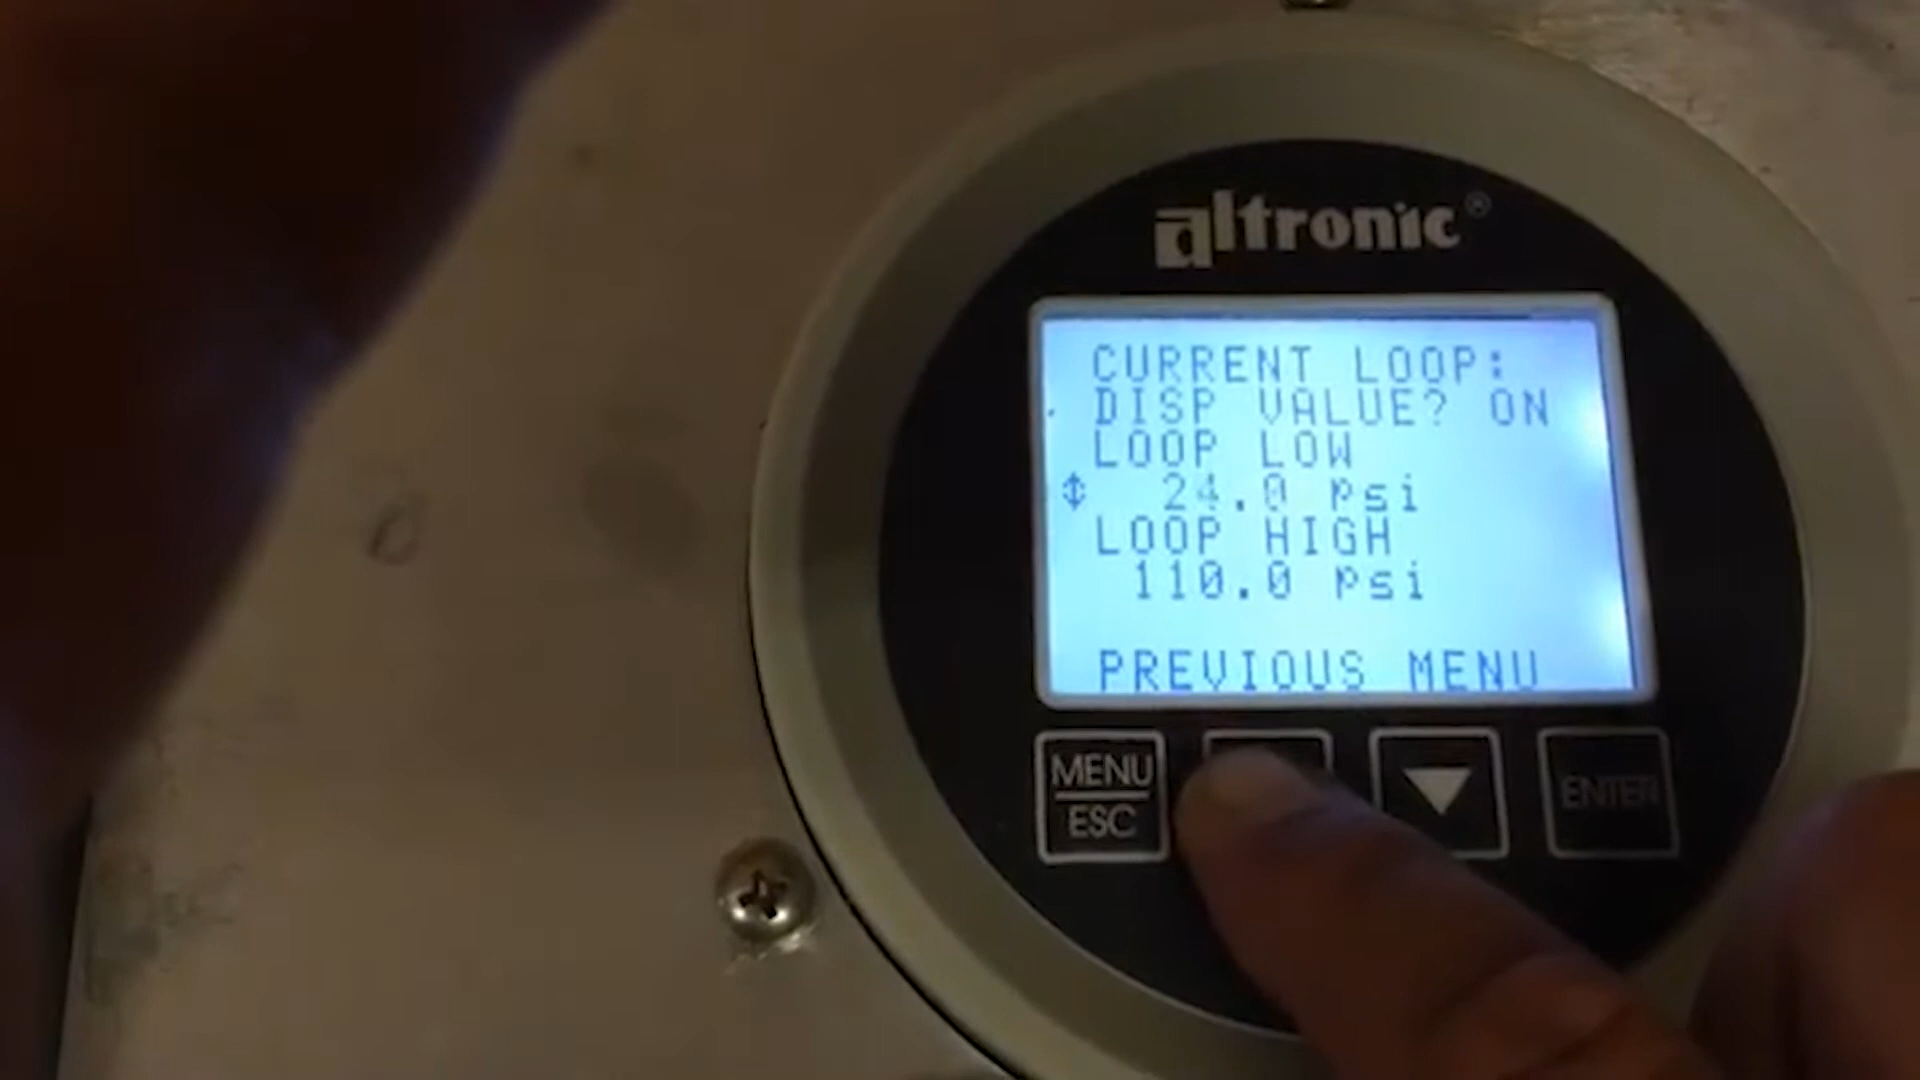 altronic®
CURRENT LOOP:
DISP VALUE? ON
LOOP LOW
24.0 psi
LOOP HIGH
110.0 psi
PREVIOUS MENU
MENU
ESC
ENTER